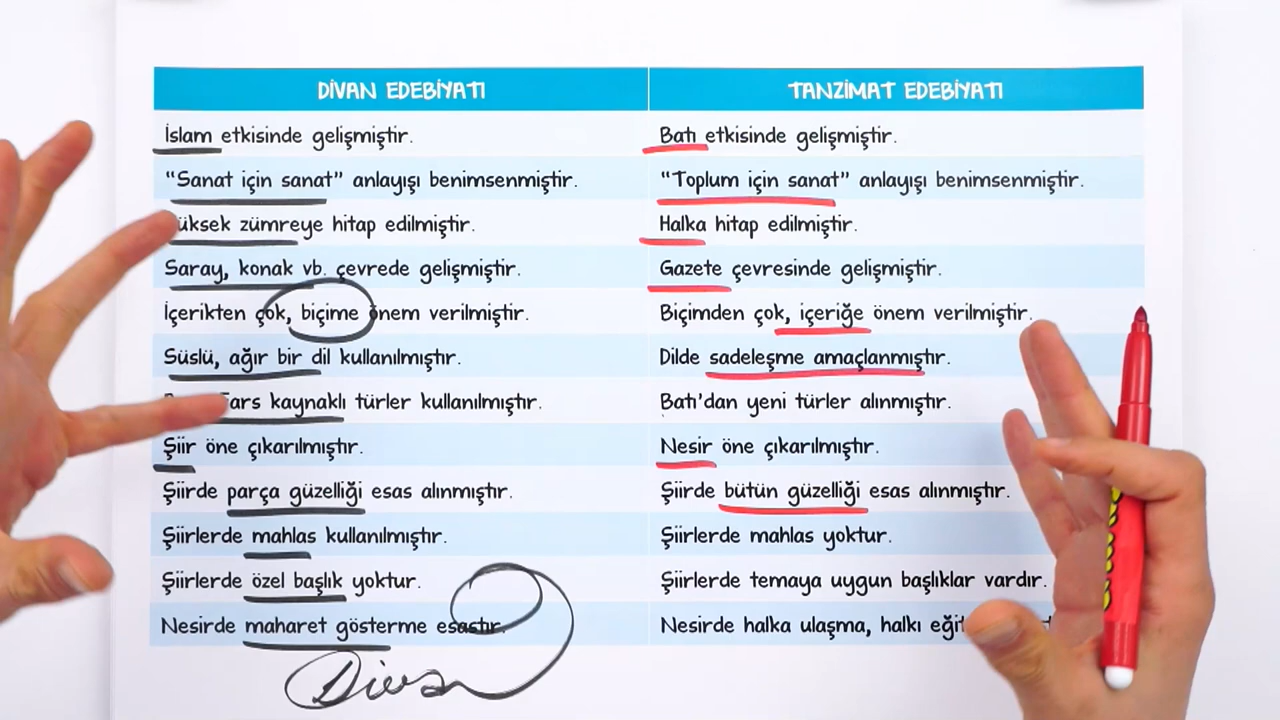 DİVAN EDEBİYATI TANZİMAT EDEBİYATI
İslam etkisinde gelişmiştir. Batı etkisinde gelişmiştir.
“Sanat için sanat” anlayışı benimsenmiştir. “Toplum için sanat” anlayışı benimsenmiştir.
zümreye hitap edilmiştir. Halka hitap edilmiştir.
Saray, konak vb. çevrede gelişmiştir. Gazete çevresinde gelişmiştir.
İçerikten çok, biçime önem verilmiştir. Biçimden çok, içeriğe önem verilmiştir.
Süslü, ağır bir dil kullanılmıştır. Dilde sadeleşme amaçlanmıştır.
Fars kaynaklı türler kullanılmıştır. Batı’dan yeni türler alınmıştır.
Şiir öne çıkarılmıştır. Nesir öne çıkarılmıştır.
Şiirde parça güzelliği esas alınmıştır. Şiirde bütün güzelliği esas alınmıştır.
Şiirlerde mahlas kullanılmıştır. Şiirlerde mahlas yoktur.
Şiirlerde özel başlık yoktur. Şiirlerde temaya uygun başlıklar vardır.
Nesirde maharet gösterme esastır. Nesirde halka ulaşma, halkı
Divan